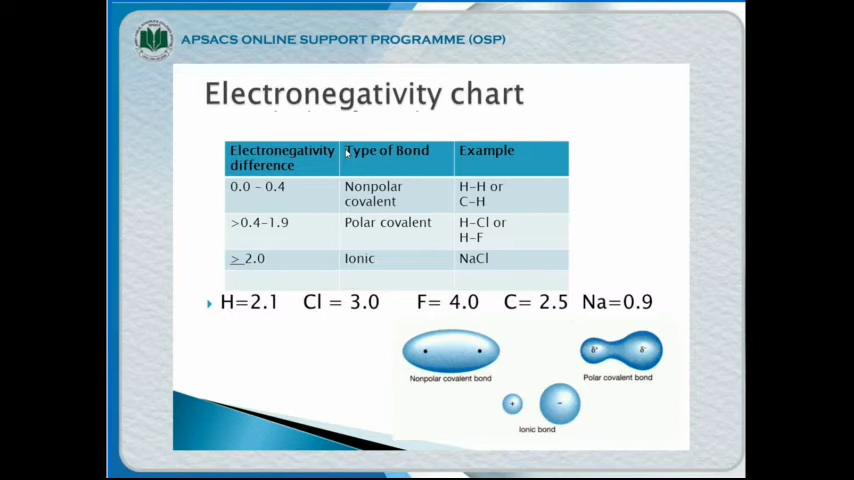 APSACS ONLINE SUPPORT PROGRAMME (OSP)
Electronegativity chart
Electronegativity difference Type of Bond Example
0.0 – 0.4 Nonpolar covalent H–H or C–H
>0.4–1.9 Polar covalent H–Cl or H–F
≥ 2.0 Ionic NaCl
H=2.1 Cl = 3.0 F= 4.0 C= 2.5 Na=0.9
δ+ δ-
Nonpolar covalent bond Polar covalent bond
+ −
Ionic bond